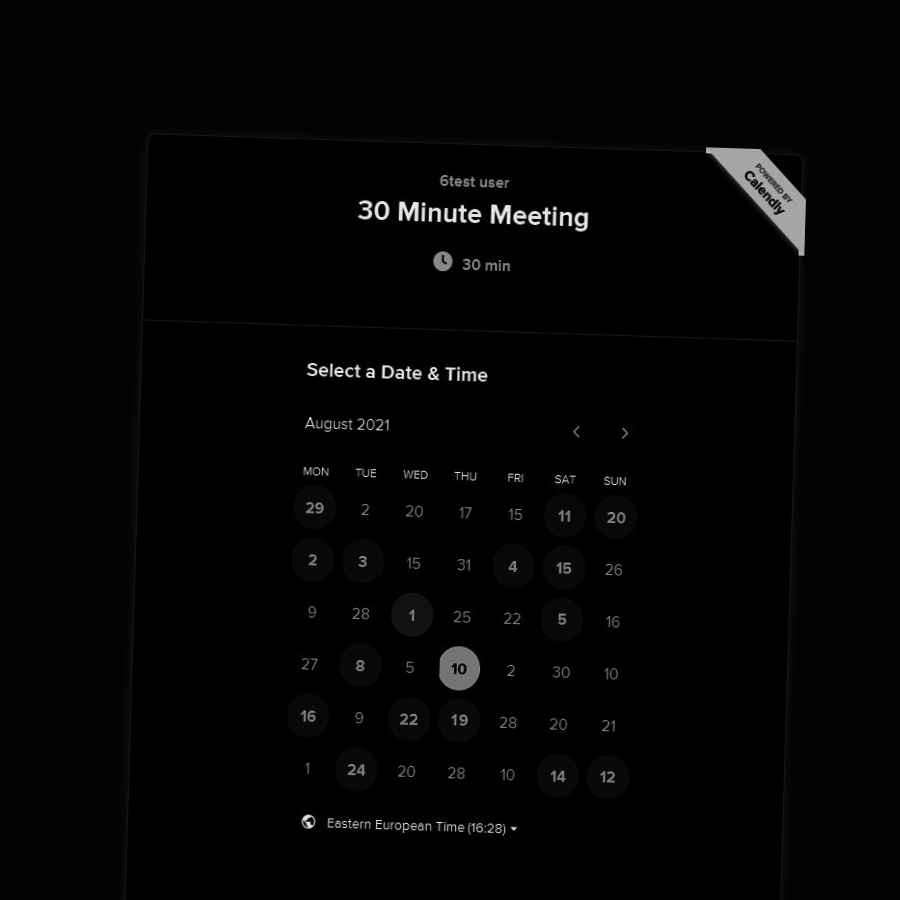 6test user
POWERED BY
Calendly
30 Minute Meeting
30 min
Select a Date & Time
August 2021
MON TUE WED THU FRI SAT SUN
29 2 20 17 15 11 20
2 3 15 31 4 15 26
9 28 1 25 22 5 16
27 8 5 10 2 30 10
16 9 22 19 28 20 21
1 24 20 28 10 14 12
Eastern European Time (16:28)